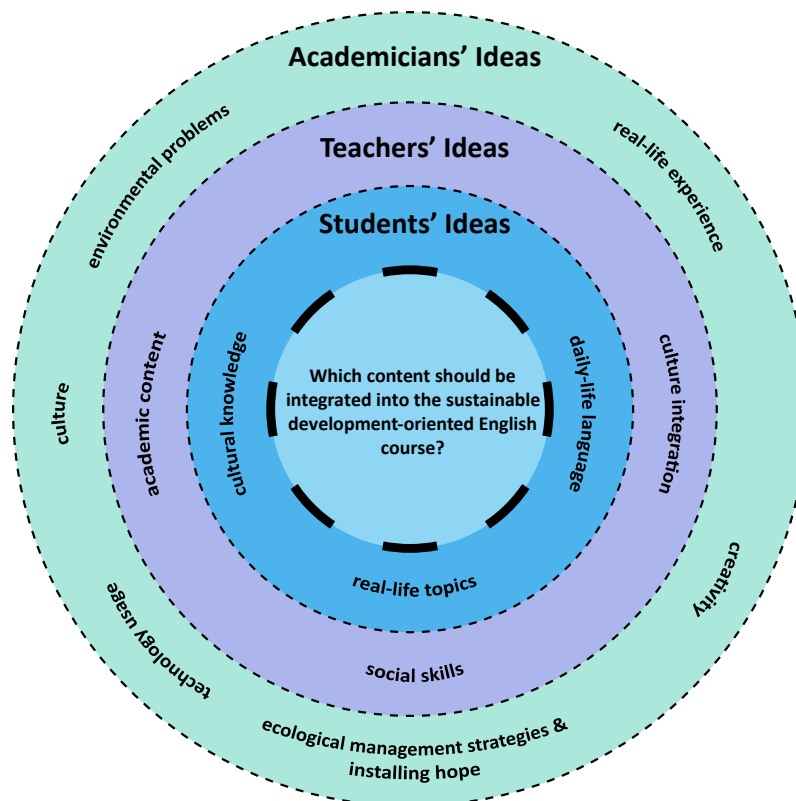 Academicians’ Ideas
environmental problems
real-life experience
culture
creativity
technology usage
ecological management strategies &
installing hope
Teachers’ Ideas
academic content
culture integration
social skills
Students’ Ideas
cultural knowledge
daily-life language
real-life topics
Which content should be
integrated into the sustainable
development-oriented English
course?